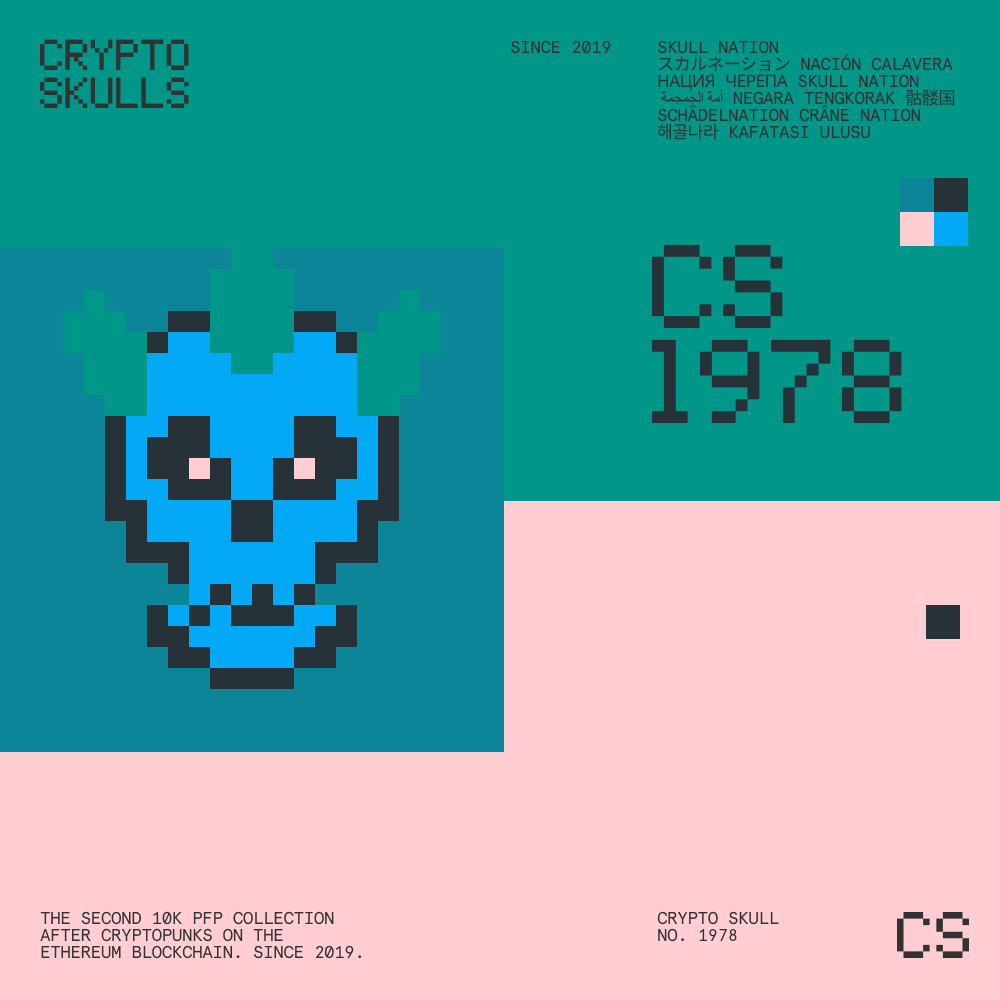 CRYPTO
SKULLS
SINCE 2019
SKULL NATION
スカルネーション NACIÓN CALAVERA
НАЦИЯ ЧЕРЕПА SKULL NATION
أمة الجمجمة NEGARA TENGKORAK 骷髅国
SCHÄDELNATION CRÂNE NATION
해골나라 KAFATASI ULUSU
CS
1978
THE SECOND 10K PFP COLLECTION
AFTER CRYPTOPUNKS ON THE
ETHEREUM BLOCKCHAIN. SINCE 2019.
CRYPTO SKULL
NO. 1978
CS